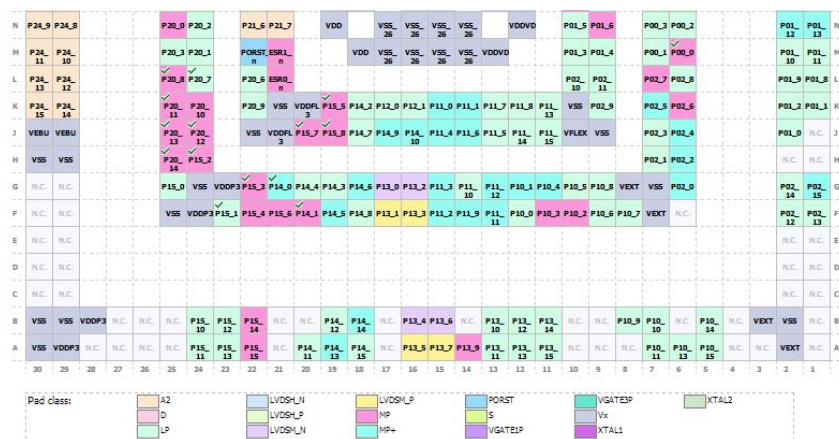 N P24_9 P24_8 P20_0 P20_2 P21_6 P21_7 VDD VSS_26 VSS_26 VSS_26 VSS_26 VDDVD P01_5 P01_6 P00_3 P00_2 P01_12 P01_13 N
M P24_11 P24_10 P20_3 P20_1 PORST_n ESR1_n VDD VSS_26 VSS_26 VSS_26 VSS_26 VDDVD P01_3 P01_4 P00_1 P00_0 P01_10 P01_11 M
L P24_13 P24_12 P20_8 P20_7 P20_6 ESR0_n P02_10 P02_11 P02_7 P02_8 P01_9 P01_8 L
K P24_15 P24_14 P20_11 P20_10 P20_9 VSS VDDFL3 P15_5 P14_2 P12_0 P12_1 P11_0 P11_1 P11_7 P11_8 P11_13 VSS P02_9 P02_5 P02_6 P01_2 P01_1 K
J VEBU VEBU P20_13 P20_12 VSS VDDFL3 P15_7 P15_8 P14_7 P14_9 P14_10 P11_4 P11_6 P11_5 P11_14 P11_15 VFLEX VSS P02_3 P02_4 P01_0 N.C. J
H VSS VSS P20_14 P15_2 P02_1 P02_2 N.C. N.C. H
G N.C. N.C. P15_0 VSS VDDP3 P15_3 P14_0 P14_4 P14_3 P14_6 P13_0 P13_2 P11_3 P11_10 P11_12 P10_1 P10_4 P10_5 P10_8 VEXT VSS P02_0 P02_14 P02_15 G
F N.C. N.C. VSS VDDP3 P15_1 P15_4 P15_6 P14_1 P14_5 P14_8 P13_1 P13_3 P11_2 P11_9 P11_11 P10_0 P10_3 P10_2 P10_6 P10_7 VEXT N.C. P02_12 P02_13 F
E N.C. N.C. N.C. N.C. E
D N.C. N.C. N.C. N.C. D
C N.C. N.C. N.C. N.C. C
B VSS VSS VDDP3 N.C. N.C. N.C. P15_10 P15_12 P15_14 N.C. N.C. P14_12 P14_14 N.C. P13_4 P13_6 N.C. P13_10 P13_12 P13_14 N.C. N.C. P10_9 P10_10 N.C. P10_14 N.C. VEXT VSS N.C. B
A VSS VDDP3 N.C. N.C. N.C. N.C. P15_11 P15_13 P15_15 N.C. P14_11 P14_13 P14_15 N.C. P13_5 P13_7 P13_9 P13_11 P13_13 P13_15 N.C. N.C. N.C. P10_11 P10_13 P10_15 N.C. N.C. VEXT N.C. A
30 29 28 27 26 25 24 23 22 21 20 19 18 17 16 15 14 13 12 11 10 9 8 7 6 5 4 3 2 1
Pad class: A2 LVDSH_N LVDSM_P PORST VGATE3P XTAL2
D LVDSH_P MP S Vx
LP LVDSM_N MP+ VGATE1P XTAL1